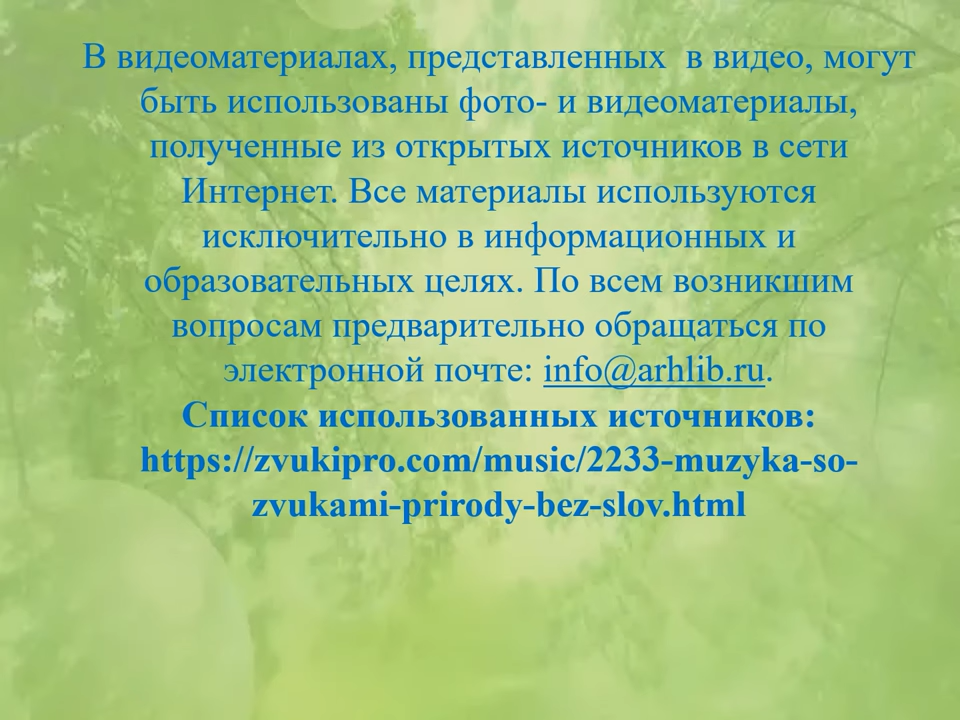 В видеоматериалах, представленных в видео, могут
быть использованы фото- и видеоматериалы,
полученные из открытых источников в сети
Интернет. Все материалы используются
исключительно в информационных и
образовательных целях. По всем возникшим
вопросам предварительно обращаться по
электронной почте: info@arhlib.ru.
Список использованных источников:
https://zvukipro.com/music/2233-muzyka-so-
zvukami-prirody-bez-slov.html